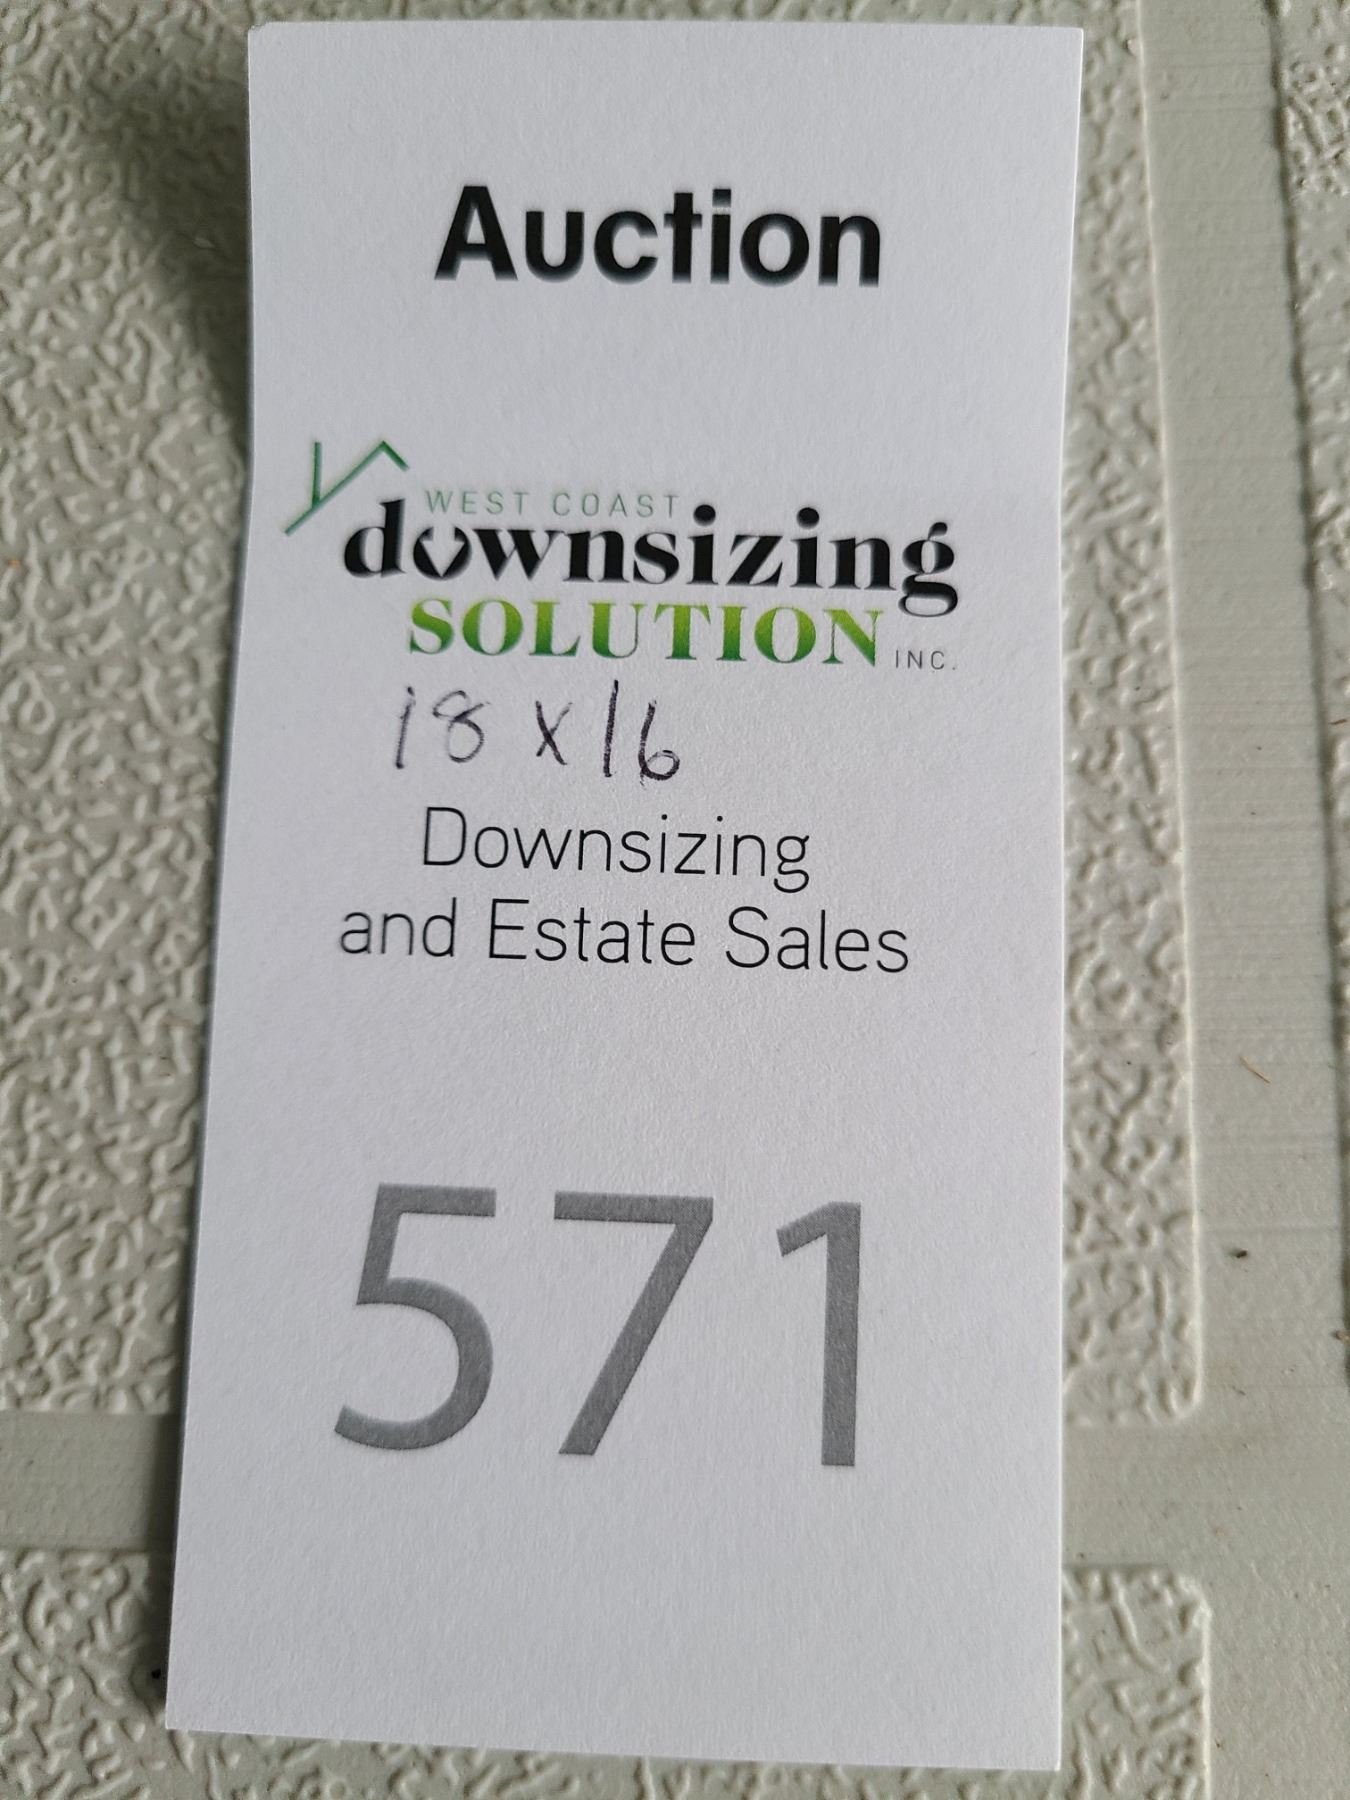 Auction
WEST COAST
downsizing
SOLUTION INC.
18 x 16
Downsizing
and Estate Sales
571